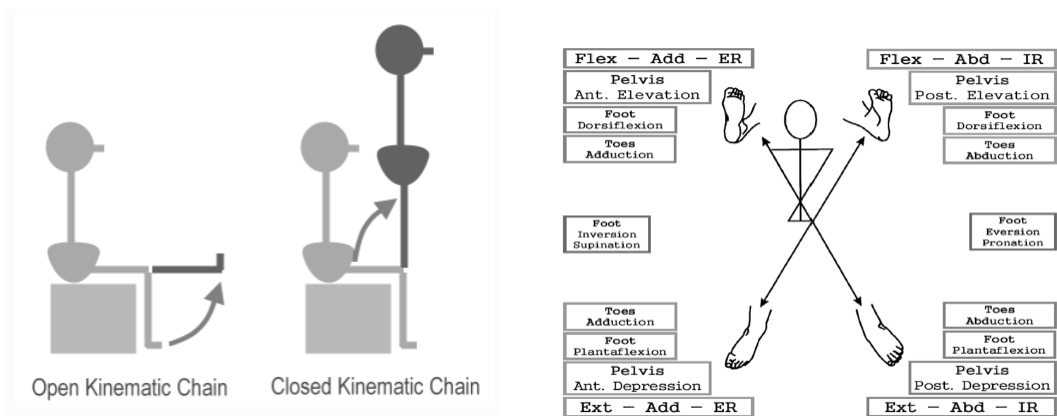 Open Kinematic Chain
Closed Kinematic Chain
Flex – Add – ER
Pelvis
Ant. Elevation
Foot
Dorsiflexion
Toes
Adduction
Foot
Inversion
Supination
Toes
Adduction
Foot
Plantaflexion
Pelvis
Ant. Depression
Ext – Add – ER
Flex – Abd – IR
Pelvis
Post. Elevation
Foot
Dorsiflexion
Toes
Abduction
Foot
Eversion
Pronation
Toes
Abduction
Foot
Plantaflexion
Pelvis
Post. Depression
Ext – Abd – IR